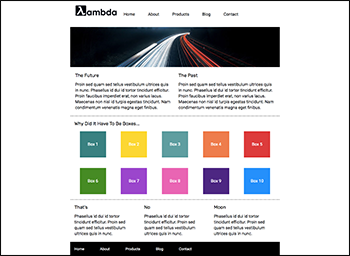 λambda
Home About Products Blog Contact
The Future
Proin sed quam sed tellus vestibulum ultrices quis
in nunc. Phasellus id dui id tortor tincidunt efficitur.
Proin faucibus imperdiet erat, non varius lacus.
Maecenas non nisl id turpis egestas tincidunt. Nam
condimentum venenatis magna eget finibus.
The Past
Proin sed quam sed tellus vestibulum ultrices quis
in nunc. Phasellus id dui id tortor tincidunt efficitur.
Proin faucibus imperdiet erat, non varius lacus.
Maecenas non nisl id turpis egestas tincidunt. Nam
condimentum venenatis magna eget finibus.
Why Did It Have To Be Boxes...
Box 1 Box 2 Box 3 Box 4 Box 5
Box 6 Box 7 Box 8 Box 9 Box 10
That's
Phasellus id dui id tortor
tincidunt efficitur. Proin sed
quam sed tellus vestibulum
ultrices quis in nunc.
No
Phasellus id dui id tortor
tincidunt efficitur. Proin sed
quam sed tellus vestibulum
ultrices quis in nunc.
Moon
Phasellus id dui id tortor
tincidunt efficitur. Proin sed
quam sed tellus vestibulum
ultrices quis in nunc.
Home About Products Blog Contact